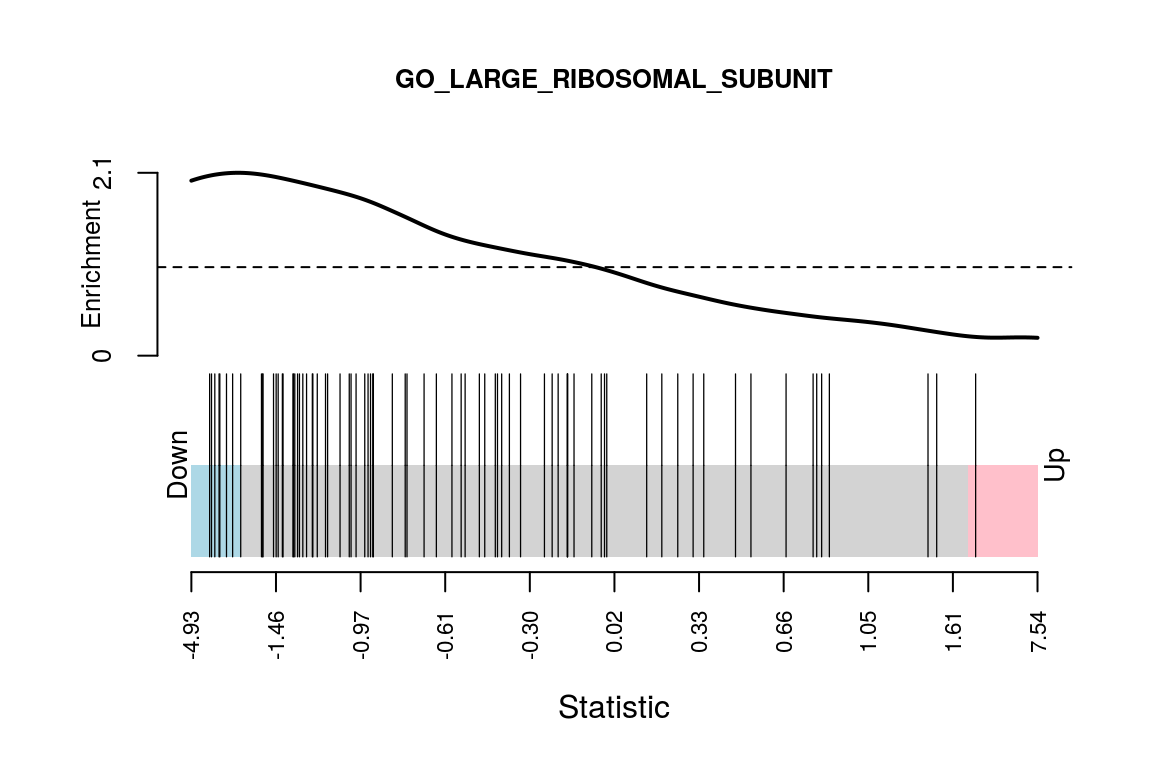 GO_LARGE_RIBOSOMAL_SUBUNIT
2.1
Enrichment
0
Down
Up
-4.93
-1.46
-0.97
-0.61
-0.30
0.02
0.33
0.66
1.05
1.61
7.54
Statistic